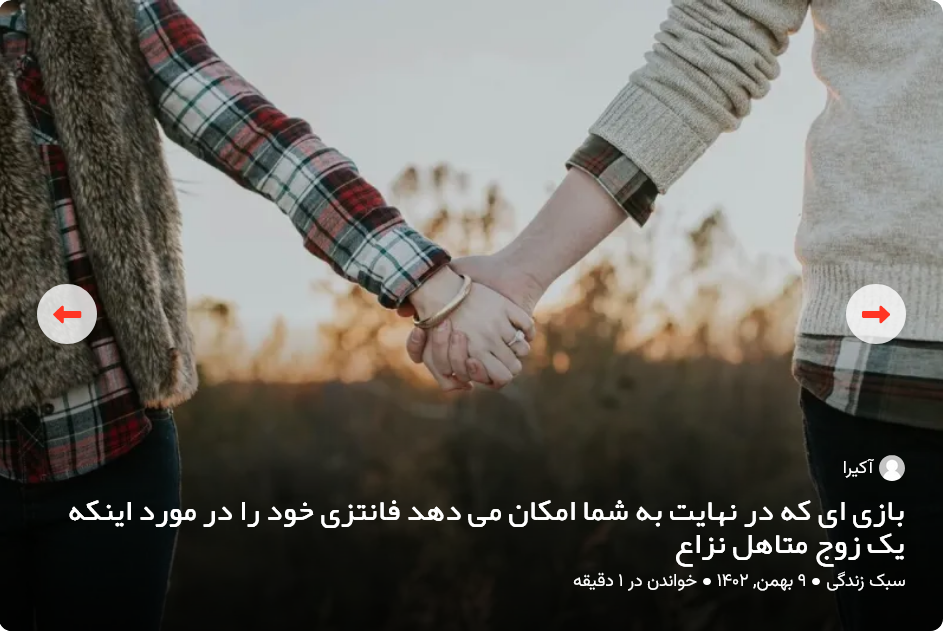 آکیرا
بازی ای که در نهایت به شما امکان می دهد فانتزی خود را در مورد اینکه
یک زوج متاهل نزاع
سبک زندگی ● ۹ بهمن, ۱۴۰۲ ● خواندن در ۱ دقیقه